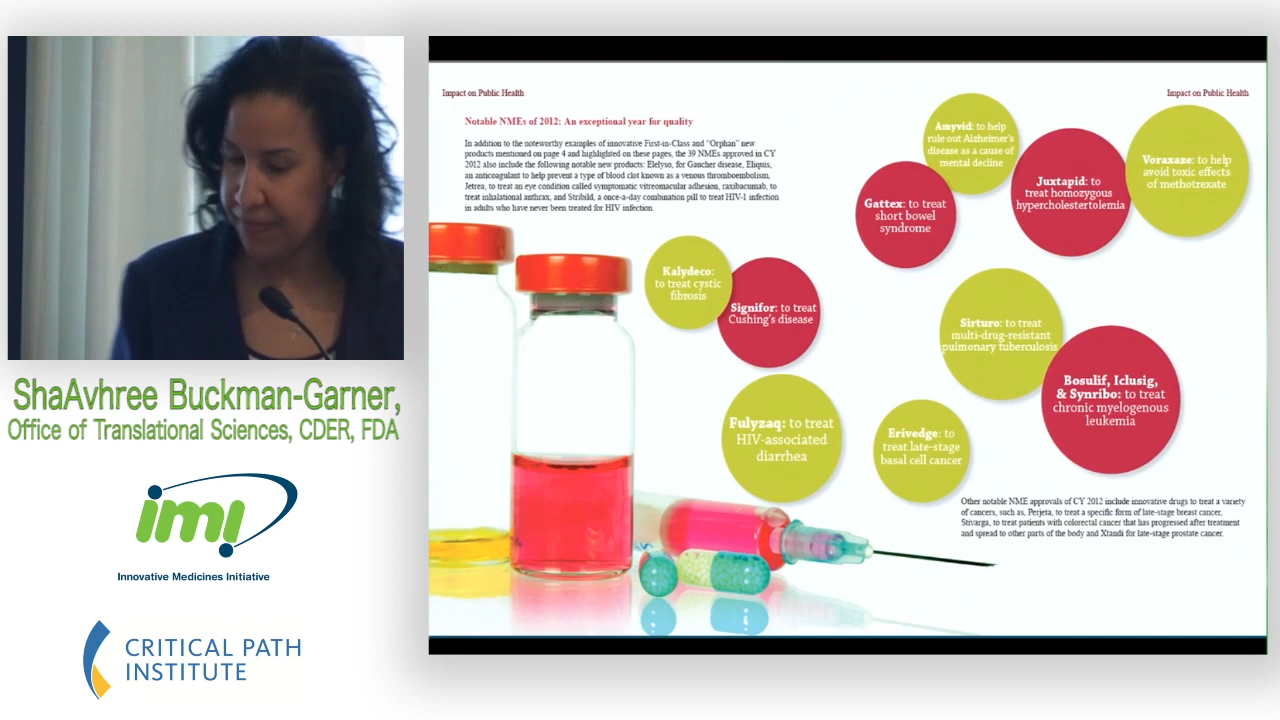 ShaAvhree Buckman-Garner,
Office of Translational Sciences, CDER, FDA
imi
Innovative Medicines Initiative
CRITICAL PATH
INSTITUTE
Impact on Public Health
Impact on Public Health
Notable NMEs of 2012: An exceptional year for quality
In addition to the noteworthy examples of innovative First-in-Class and “Orphan” new
products mentioned on page 4 and highlighted on these pages, the 39 NMEs approved in CY
2012 also include the following notable new products: Elelyso, for Gaucher disease, Eliquis,
an anticoagulant to help prevent a type of blood clot known as a venous thromboembolism,
Jetrea, to treat an eye condition called symptomatic vitreomacular adhesion, raxibacumab, to
treat inhalational anthrax, and Stribild, a once-a-day combination pill to treat HIV-1 infection
in adults who have never been treated for HIV infection.
Kalydeco:
to treat cystic
fibrosis
Signifor: to treat
Cushing's disease
Fulyzaq: to treat
HIV-associated
diarrhea
Amyvid: to help
rule out Alzheimer's
disease as a cause of
mental decline
Gattex: to treat
short bowel
syndrome
Juxtapid: to
treat homozygous
hypercholestertolemia
Voraxaze: to help
avoid toxic effects
of methotrexate
Sirturo: to treat
multi-drug-resistant
pulmonary tuberculosis
Bosulif, Iclusig,
& Synribo: to treat
chronic myelogenous
leukemia
Erivedge: to
treat late-stage
basal cell cancer
Other notable NME approvals of CY 2012 include innovative drugs to treat a variety
of cancers, such as, Perjeta, to treat a specific form of late-stage breast cancer,
Stivarga, to treat patients with colorectal cancer that has progressed after treatment
and spread to other parts of the body and Xtandi for late-stage prostate cancer.